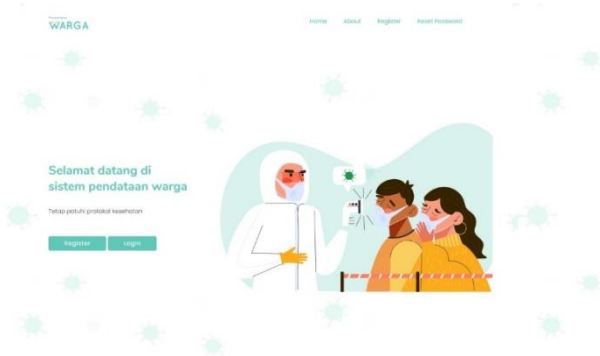 WARGA
Home About Register Reset Password
Selamat datang di
sistem pendataan warga
Tetap patuhi protokol kesehatan
Register Login